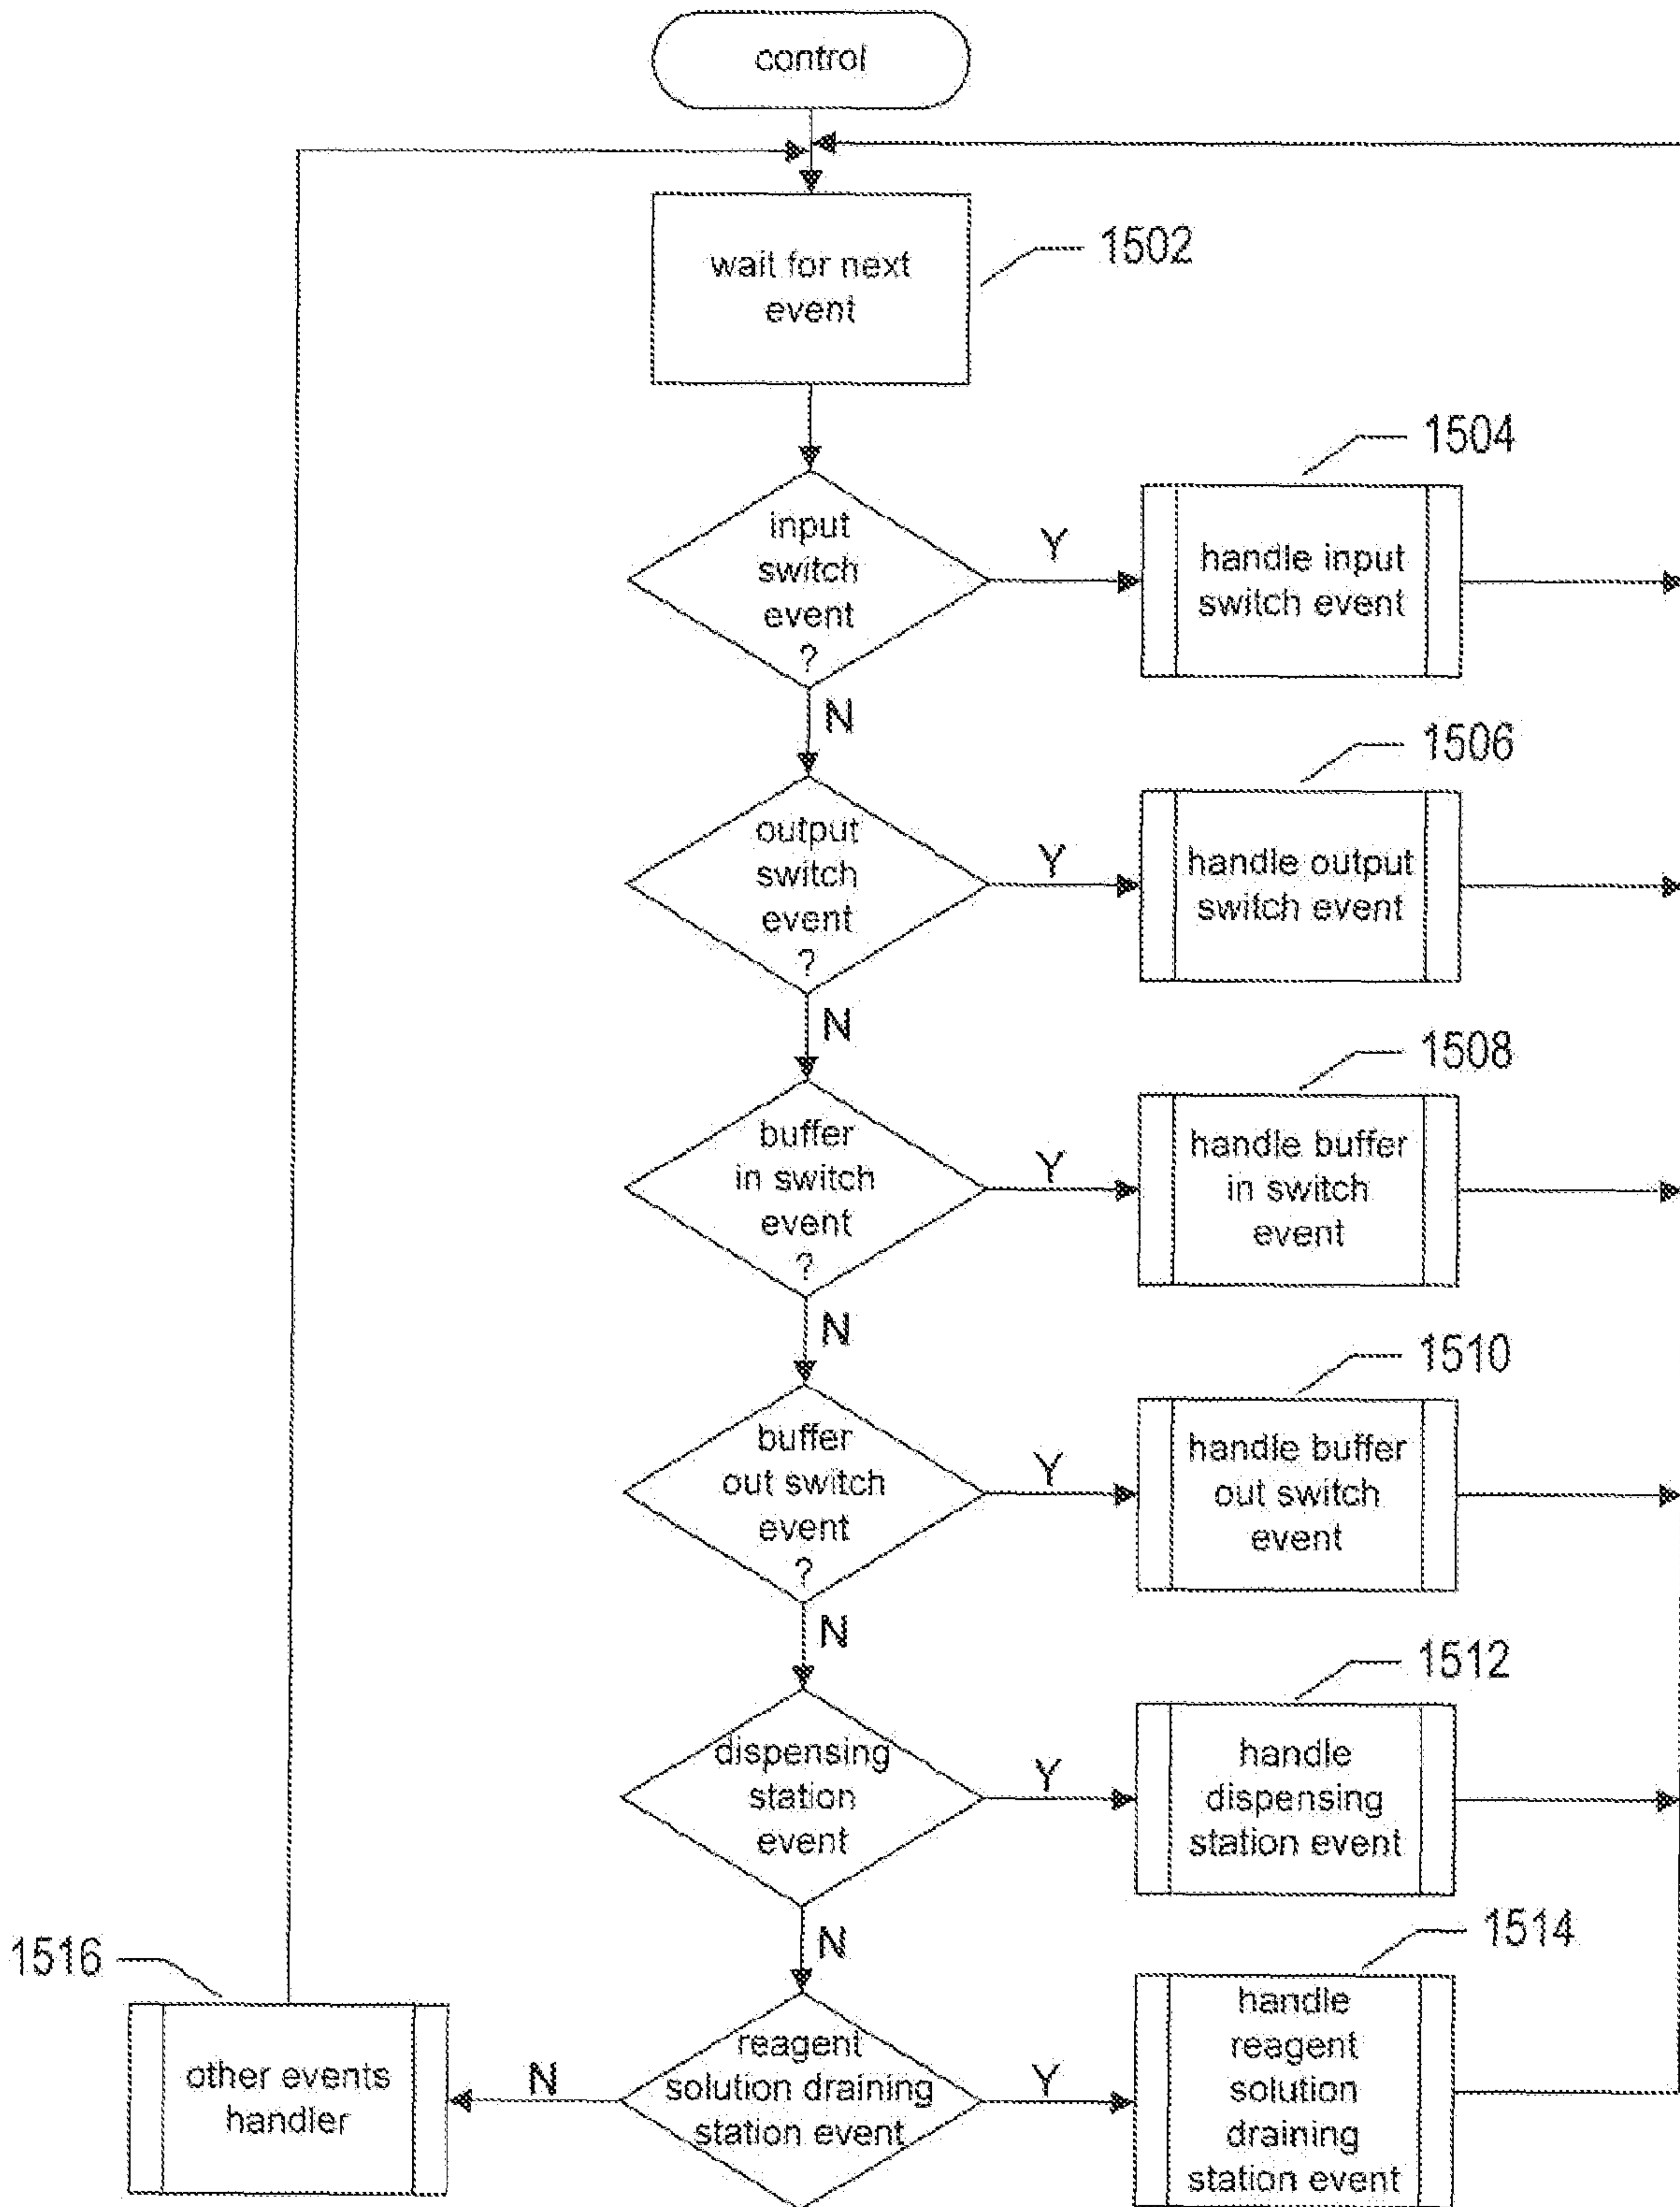 control
wait for next
event
1502
input
switch
event
?
Y
1504
handle input
switch event
N
output
switch
event
?
Y
1506
handle output
switch event
N
buffer
in switch
event
?
Y
1508
handle buffer
in switch
event
N
buffer
out switch
event
?
Y
1510
handle buffer
out switch
event
N
dispensing
station
event
Y
1512
handle
dispensing
station event
N
reagent
solution draining
station event
Y
1514
handle
reagent
solution
draining
station event
N
1516
other events
handler